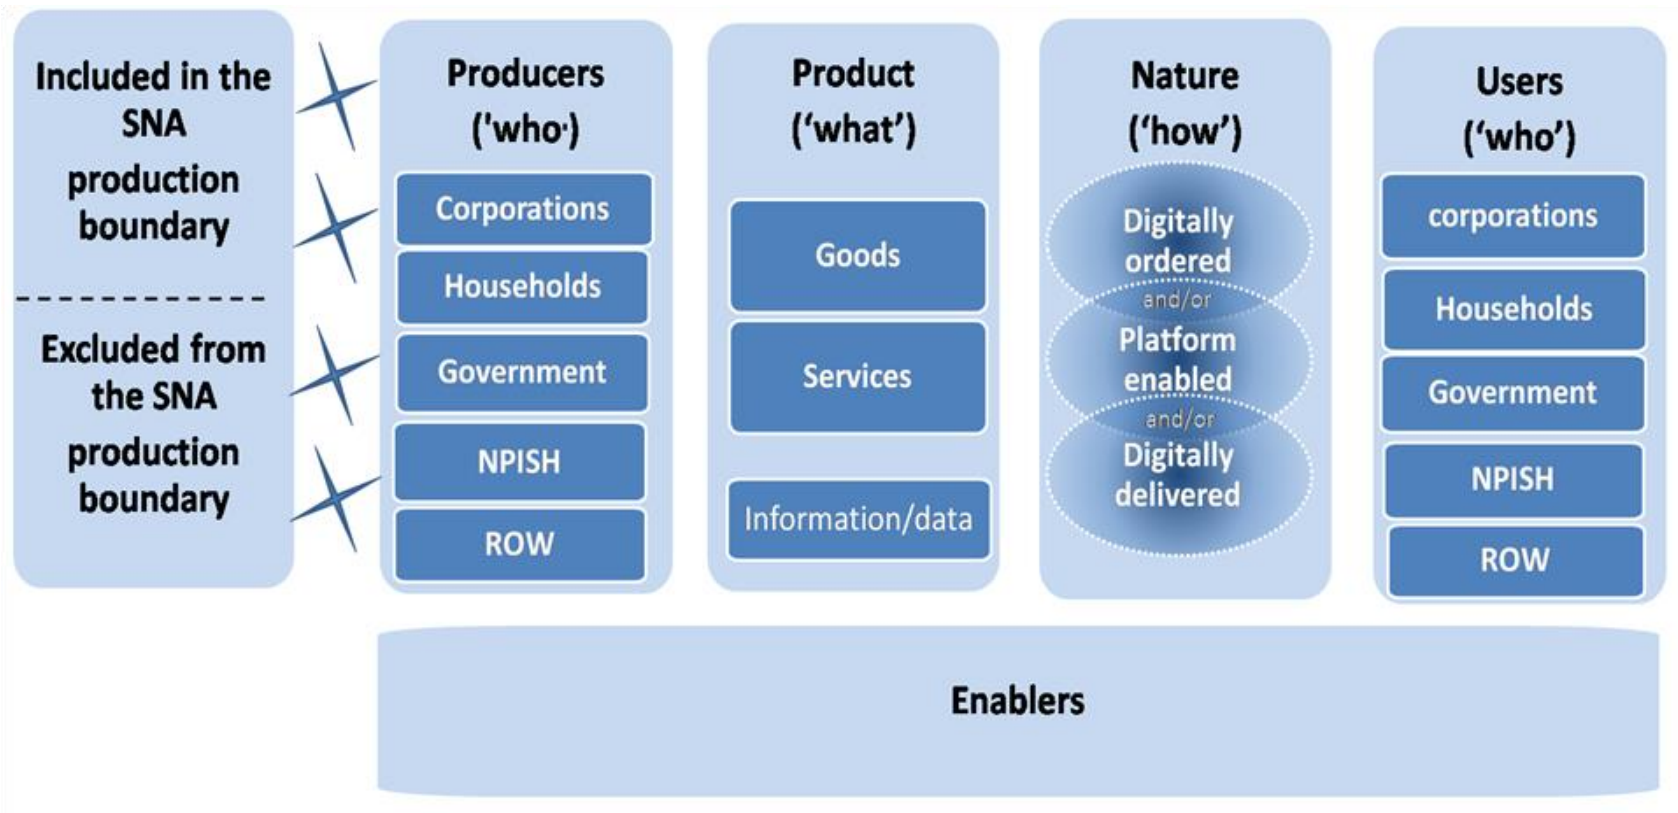 Included in the
SNA
production
boundary
Excluded from
the SNA
production
boundary
Producers
('who')
Corporations
Households
Government
NPISH
ROW
Product
(‘what’)
Goods
Services
Information/data
Nature
(‘how’)
Digitally
ordered
and/or
Platform
enabled
and/or
Digitally
delivered
Users
(‘who’)
corporations
Households
Government
NPISH
ROW
Enablers